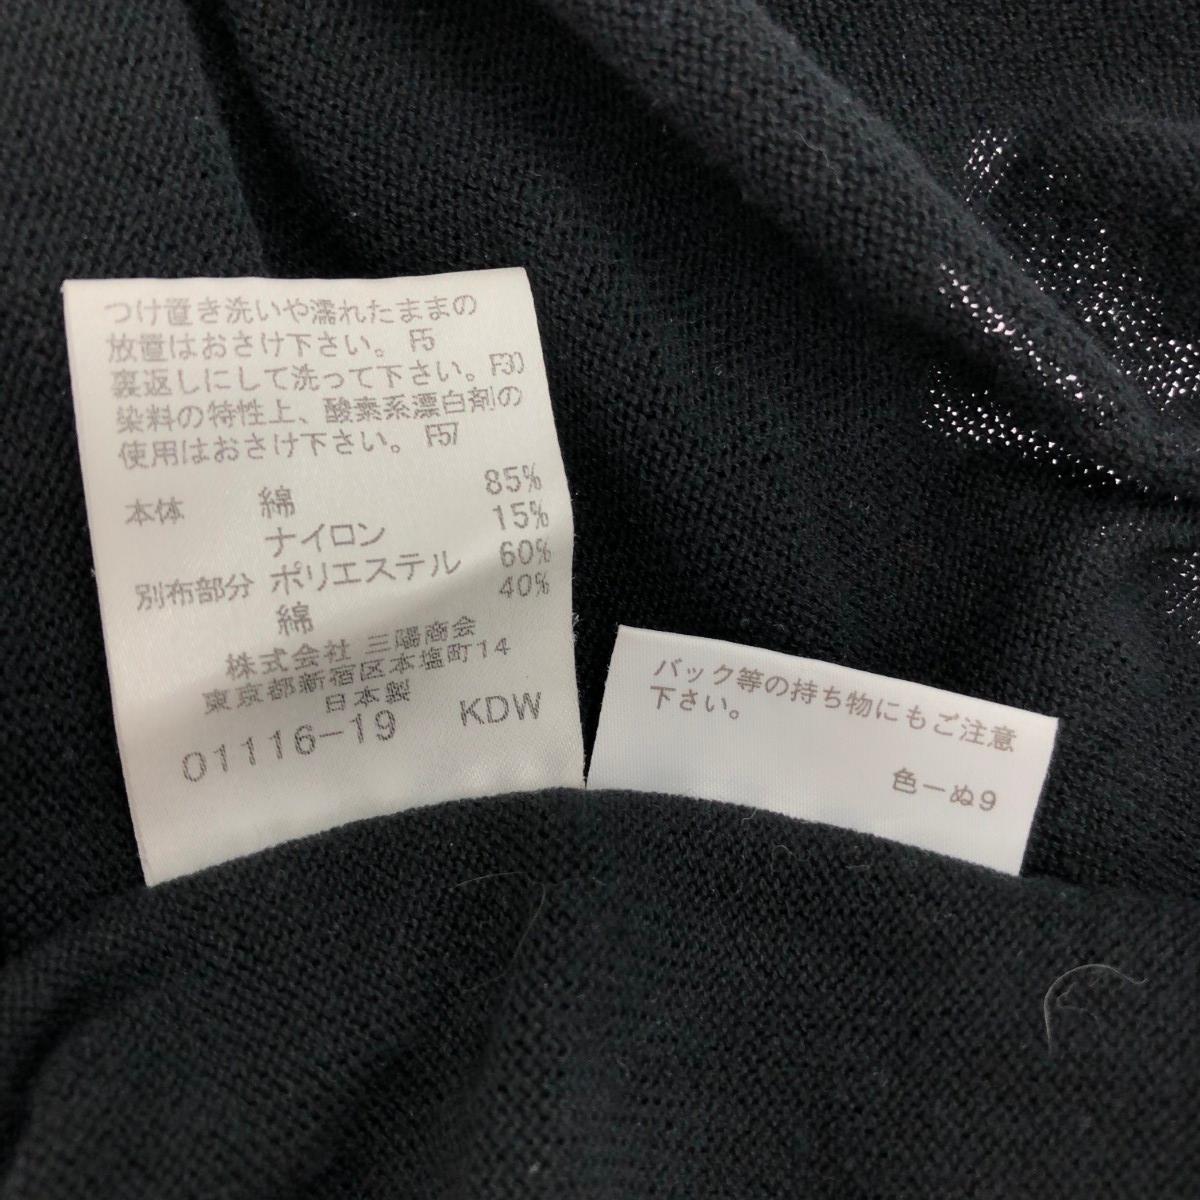 つけ置き洗いや濡れたままの
放置はおさけ下さい。 F5
裏返しにして洗って下さい。F30
染料の特性上、酸素系漂白剤の
使用はおさけ下さい。 F57
本体 綿 85%
ナイロン 15%
別布部分 ポリエステル 60%
綿 40%
株式会社 三陽商会
東京都新宿区本塩町14
日本製
01116-19 KDW
バック等の持ち物にもご注意
下さい。
色ーぬ9